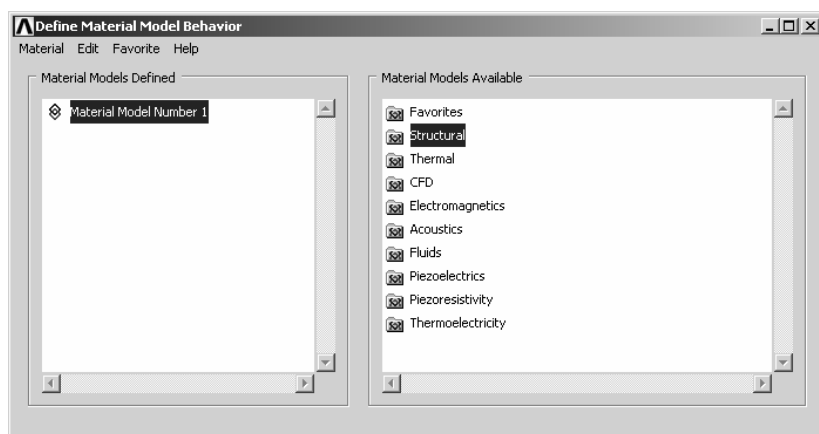 Define Material Model Behavior
Material Edit Favorite Help
Material Models Defined
Material Model Number 1
Material Models Available
Favorites
Structural
Thermal
CFD
Electromagnetics
Acoustics
Fluids
Piezoelectrics
Piezoresistivity
Thermoelectricity